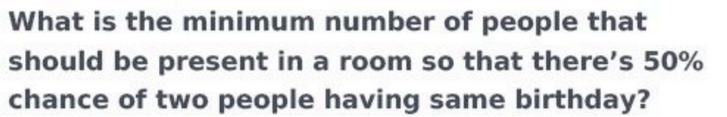 What is the minimum number of people that
should be present in a room so that there’s 50%
chance of two people having same birthday?